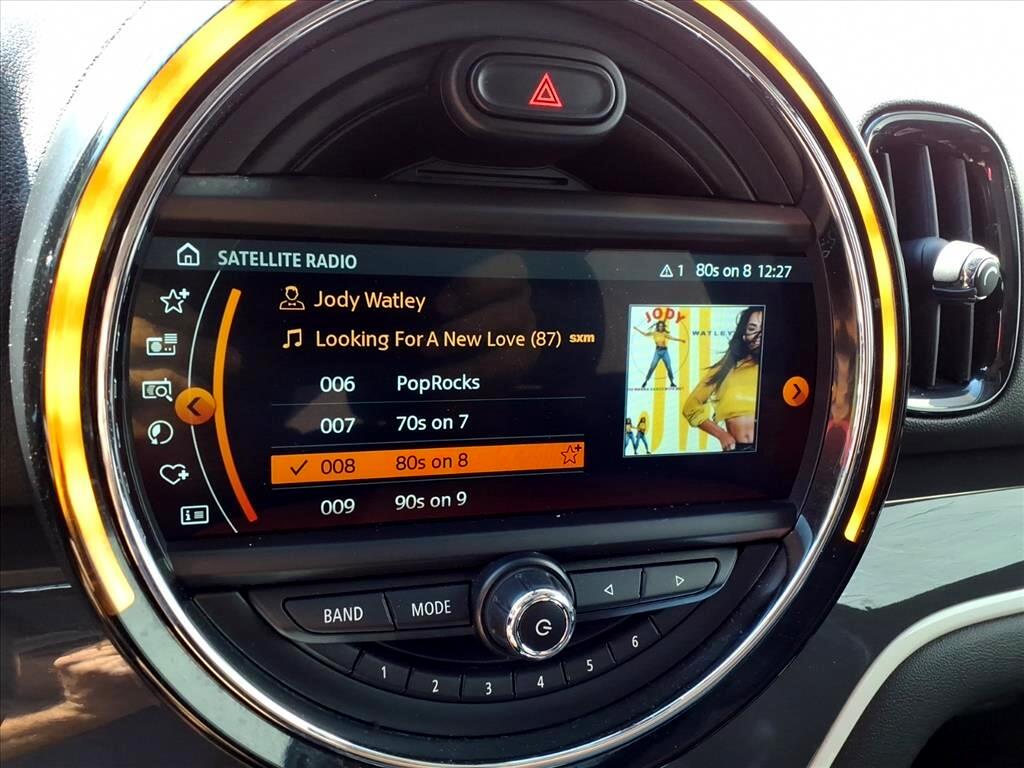 SATELLITE RADIO
1 80s on 8 12:27
Jody Watley
Looking For A New Love (87) sxm
JODY
WATLEY
006 PopRocks
007 70s on 7
008 80s on 8
009 90s on 9
BAND MODE
1 2 3 4 5 6